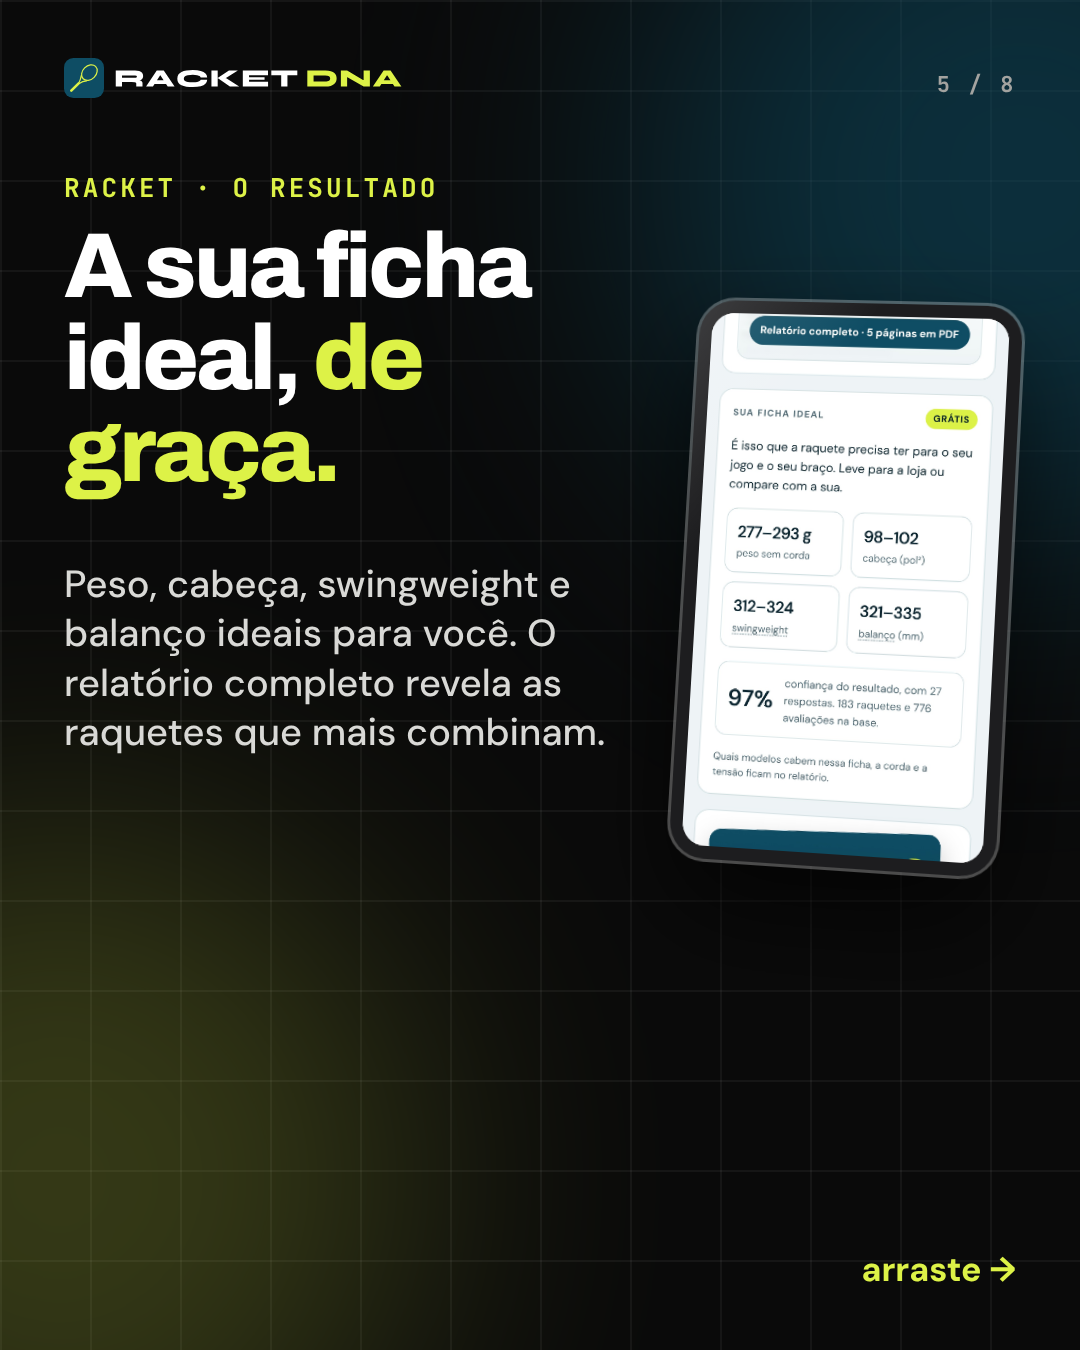 RACKET DNA
5 / 8
RACKET · O RESULTADO
A sua ficha
ideal, de
graça.
Peso, cabeça, swingweight e
balanço ideais para você. O
relatório completo revela as
raquetes que mais combinam.
Relatório completo · 5 páginas em PDF
SUA FICHA IDEAL
GRÁTIS
É isso que a raquete precisa ter para o seu
jogo e o seu braço. Leve para a loja ou
compare com a sua.
277–293 g
peso sem corda
98–102
cabeça (pol²)
312–324
swingweight
321–335
balanço (mm)
97%
confiança do resultado, com 27
respostas. 183 raquetes e 776
avaliações na base.
Quais modelos cabem nessa ficha, a corda e a
tensão ficam no relatório.
arraste →